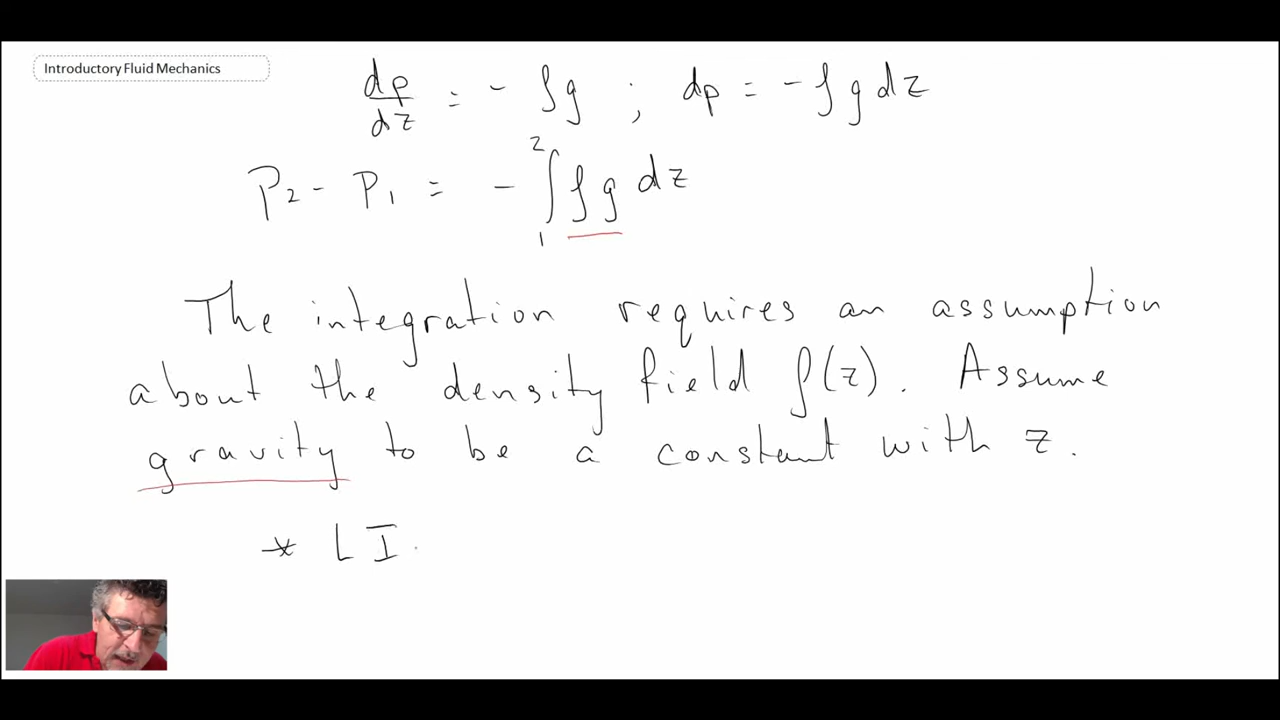 Introductory Fluid Mechanics
dp/dz = - ρg ; dp = - ρg dz
P₂ - P₁ = - ∫₁² ρg dz
The integration requires an assumption
about the density field ρ(z). Assume
gravity to be a constant with z.
* LI